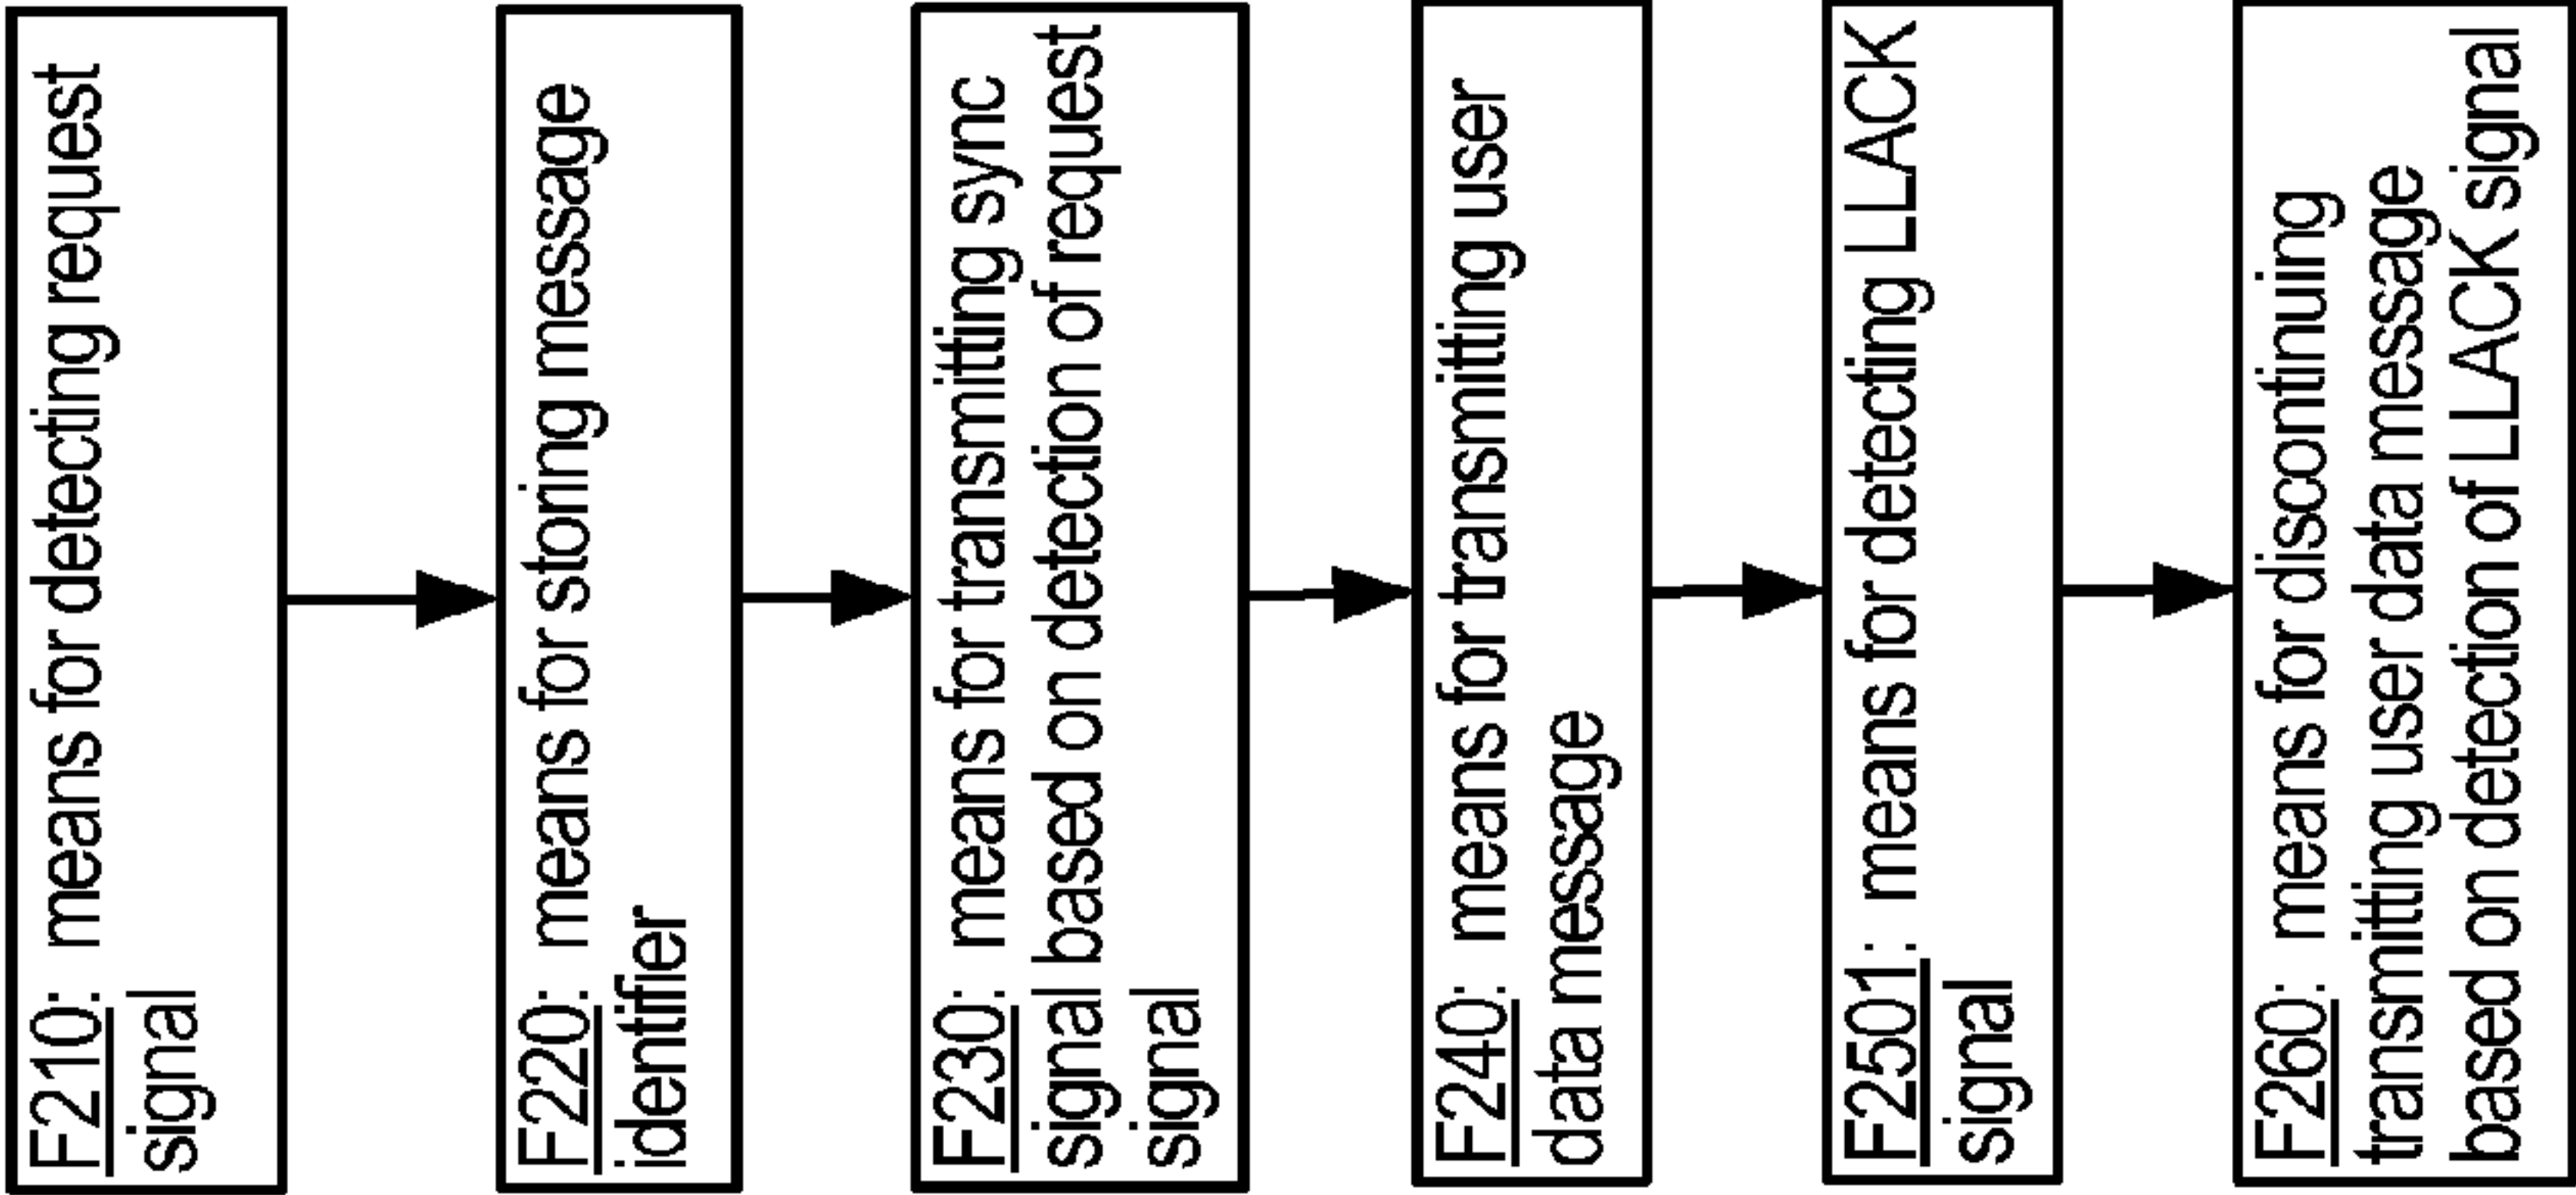 F210: means for detecting request
signal
F220: means for storing message
identifier
F230: means for transmitting sync
signal based on detection of request
signal
F240: means for transmitting user
data message
F2501: means for detecting LLACK
signal
F260: means for discontinuing
transmitting user data message
based on detection of LLACK signal